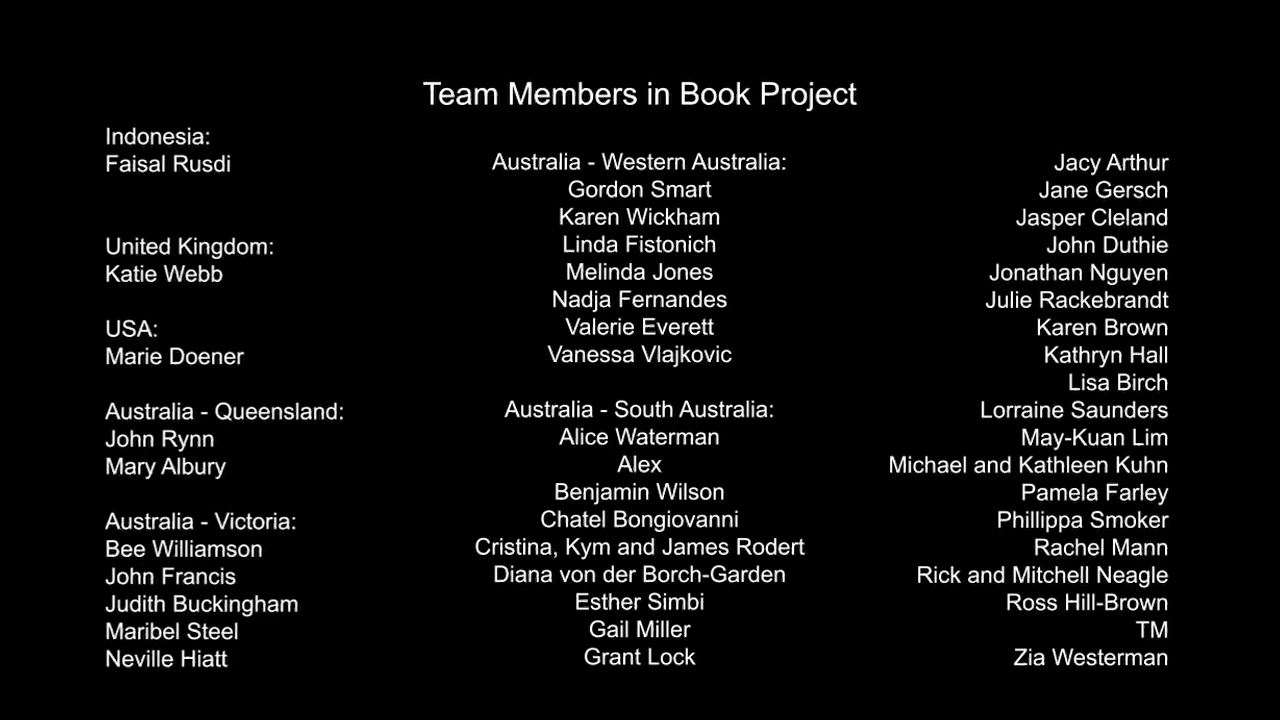 Team Members in Book Project
Indonesia:
Faisal Rusdi
United Kingdom:
Katie Webb
USA:
Marie Doener
Australia - Queensland:
John Rynn
Mary Albury
Australia - Victoria:
Bee Williamson
John Francis
Judith Buckingham
Maribel Steel
Neville Hiatt
Australia - Western Australia:
Gordon Smart
Karen Wickham
Linda Fistonich
Melinda Jones
Nadja Fernandes
Valerie Everett
Vanessa Vlajkovic
Australia - South Australia:
Alice Waterman
Alex
Benjamin Wilson
Chatel Bongiovanni
Cristina, Kym and James Rodert
Diana von der Borch-Garden
Esther Simbi
Gail Miller
Grant Lock
Jacy Arthur
Jane Gersch
Jasper Cleland
John Duthie
Jonathan Nguyen
Julie Rackebrandt
Karen Brown
Kathryn Hall
Lisa Birch
Lorraine Saunders
May-Kuan Lim
Michael and Kathleen Kuhn
Pamela Farley
Phillippa Smoker
Rachel Mann
Rick and Mitchell Neagle
Ross Hill-Brown
TM
Zia Westerman